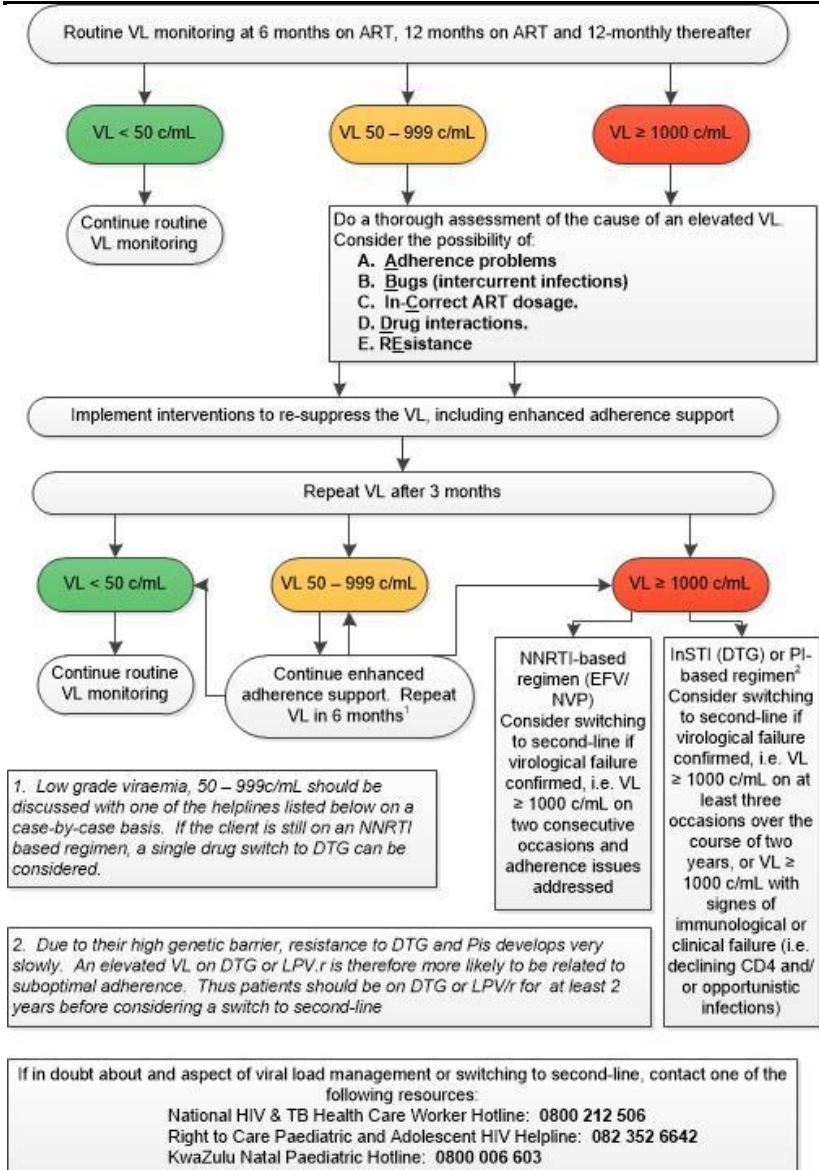 Routine VL monitoring at 6 months on ART, 12 months on ART and 12-monthly thereafter
VL < 50 c/mL
VL 50 – 999 c/mL
VL ≥ 1000 c/mL
Continue routine
VL monitoring
Do a thorough assessment of the cause of an elevated VL.
Consider the possibility of:
A. Adherence problems
B. Bugs (intercurrent infections)
C. In-Correct ART dosage.
D. Drug interactions.
E. REsistance
Implement interventions to re-suppress the VL, including enhanced adherence support
Repeat VL after 3 months
VL < 50 c/mL
VL 50 – 999 c/mL
VL ≥ 1000 c/mL
Continue routine
VL monitoring
Continue enhanced
adherence support. Repeat
VL in 6 months1
NNRTI-based
regimen (EFV/
NVP)
Consider switching
to second-line if
virological failure
confirmed, i.e. VL
≥ 1000 c/mL on
two consecutive
occasions and
adherence issues
addressed
InSTI (DTG) or PI-
based regimen2
Consider switching
to second-line if
virological failure
confirmed, i.e. VL
≥ 1000 c/mL on at
least three
occasions over the
course of two
years, or VL ≥
1000 c/mL with
signes of
immunological or
clinical failure (i.e.
declining CD4 and/
or opportunistic
infections)
1. Low grade viraemia, 50 – 999c/mL should be
discussed with one of the helplines listed below on a
case-by-case basis. If the client is still on an NNRTI
based regimen, a single drug switch to DTG can be
considered.
2. Due to their high genetic barrier, resistance to DTG and Pis develops very
slowly. An elevated VL on DTG or LPV.r is therefore more likely to be related to
suboptimal adherence. Thus patients should be on DTG or LPV/r for at least 2
years before considering a switch to second-line
If in doubt about and aspect of viral load management or switching to second-line, contact one of the
following resources:
National HIV & TB Health Care Worker Hotline: 0800 212 506
Right to Care Paediatric and Adolescent HIV Helpline: 082 352 6642
KwaZulu Natal Paediatric Hotline: 0800 006 603